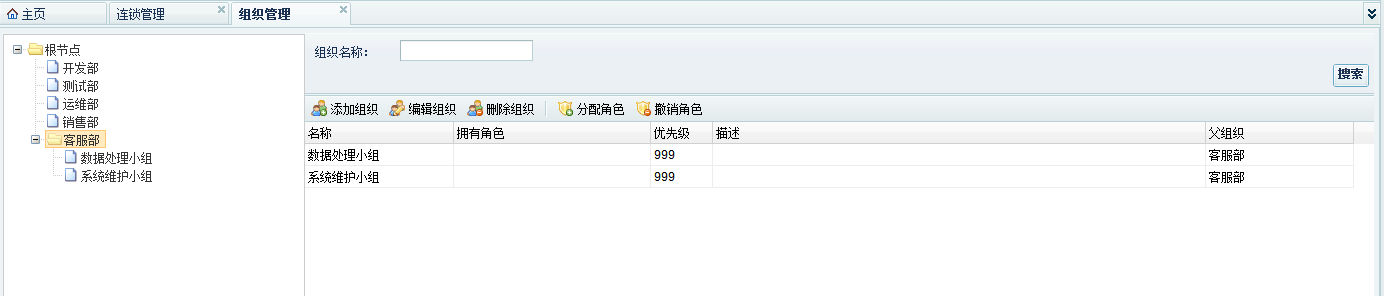 主页 连锁管理 组织管理
根节点
开发部
测试部
运维部
销售部
客服部
数据处理小组
系统维护小组
组织名称:
搜索
添加组织 编辑组织 删除组织 分配角色 撤销角色
名称 拥有角色 优先级 描述 父组织
数据处理小组 999 客服部
系统维护小组 999 客服部